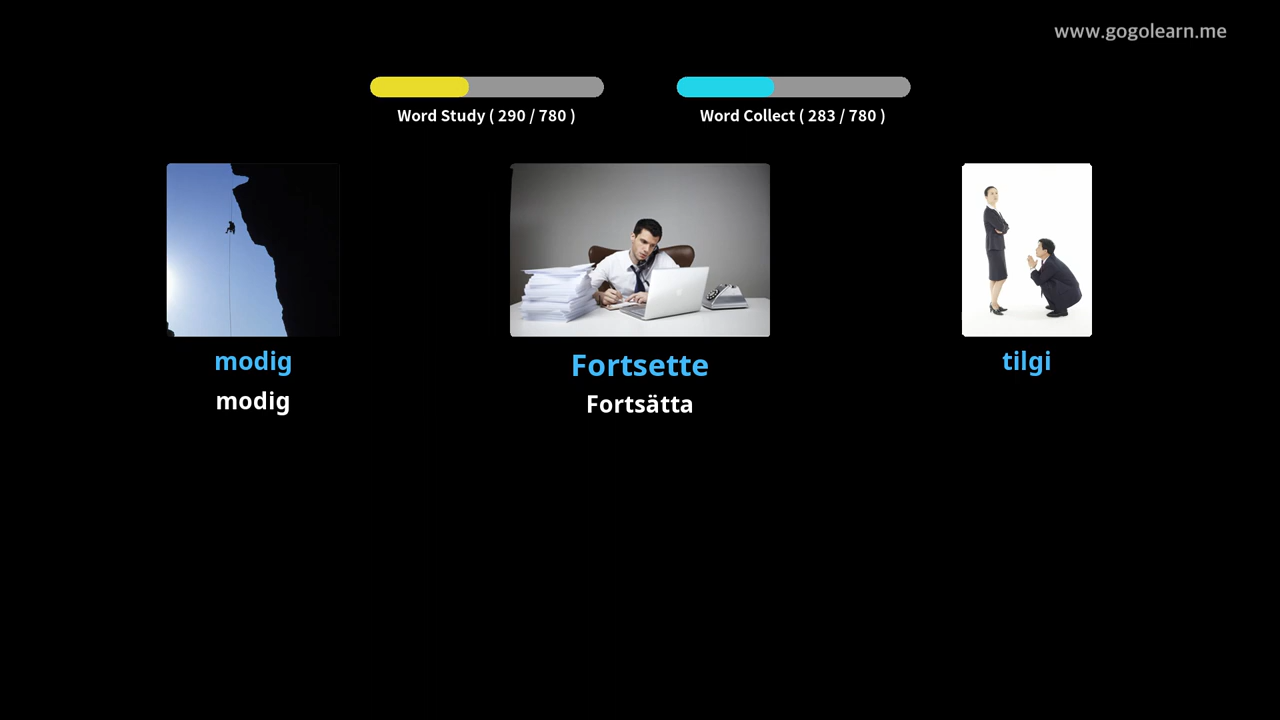 www.gogolearn.me
Word Study ( 290 / 780 )
Word Collect ( 283 / 780 )
modig
modig
Fortsette
Fortsätta
tilgi